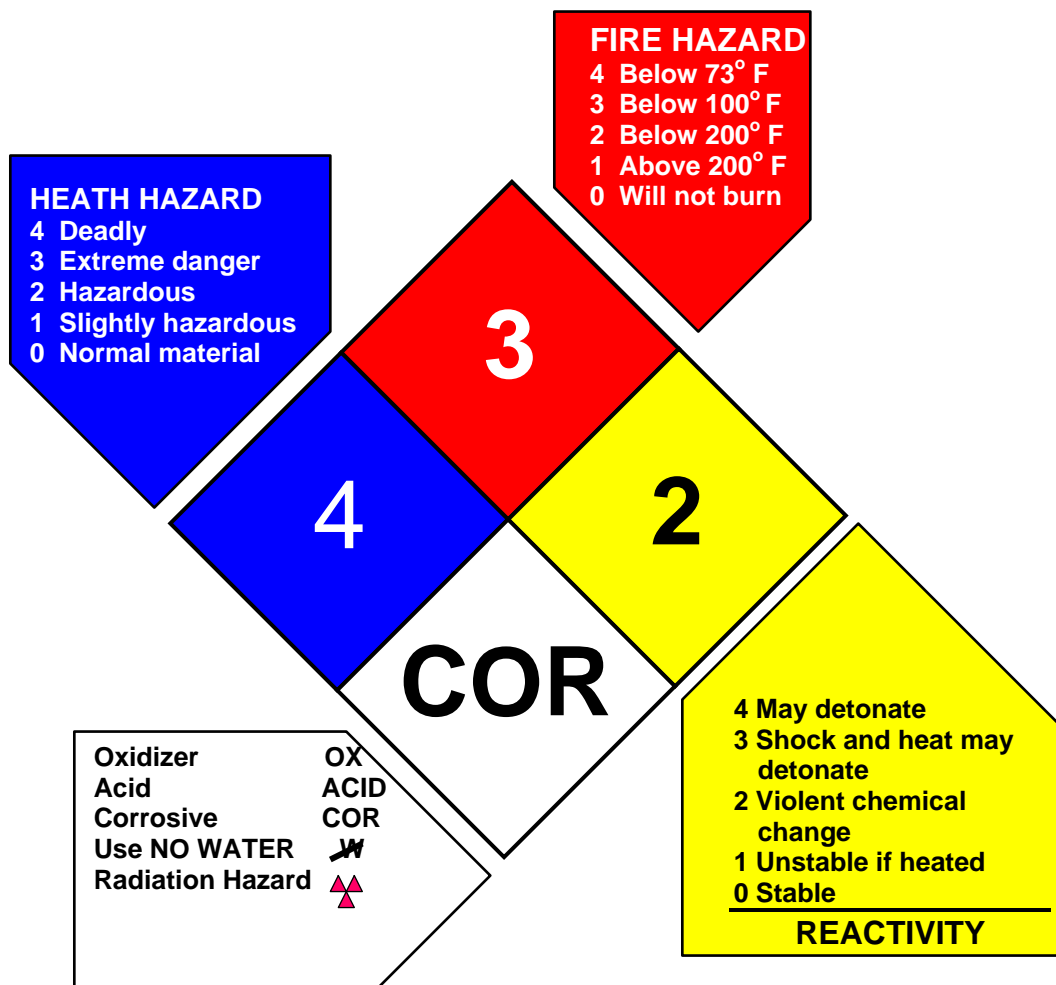 FIRE HAZARD
4 Below 73° F
3 Below 100° F
2 Below 200° F
1 Above 200° F
0 Will not burn
HEATH HAZARD
4 Deadly
3 Extreme danger
2 Hazardous
1 Slightly hazardous
0 Normal material
3
4
2
COR
Oxidizer OX
Acid ACID
Corrosive COR
Use NO WATER W
Radiation Hazard
4 May detonate
3 Shock and heat may
detonate
2 Violent chemical
change
1 Unstable if heated
0 Stable
REACTIVITY